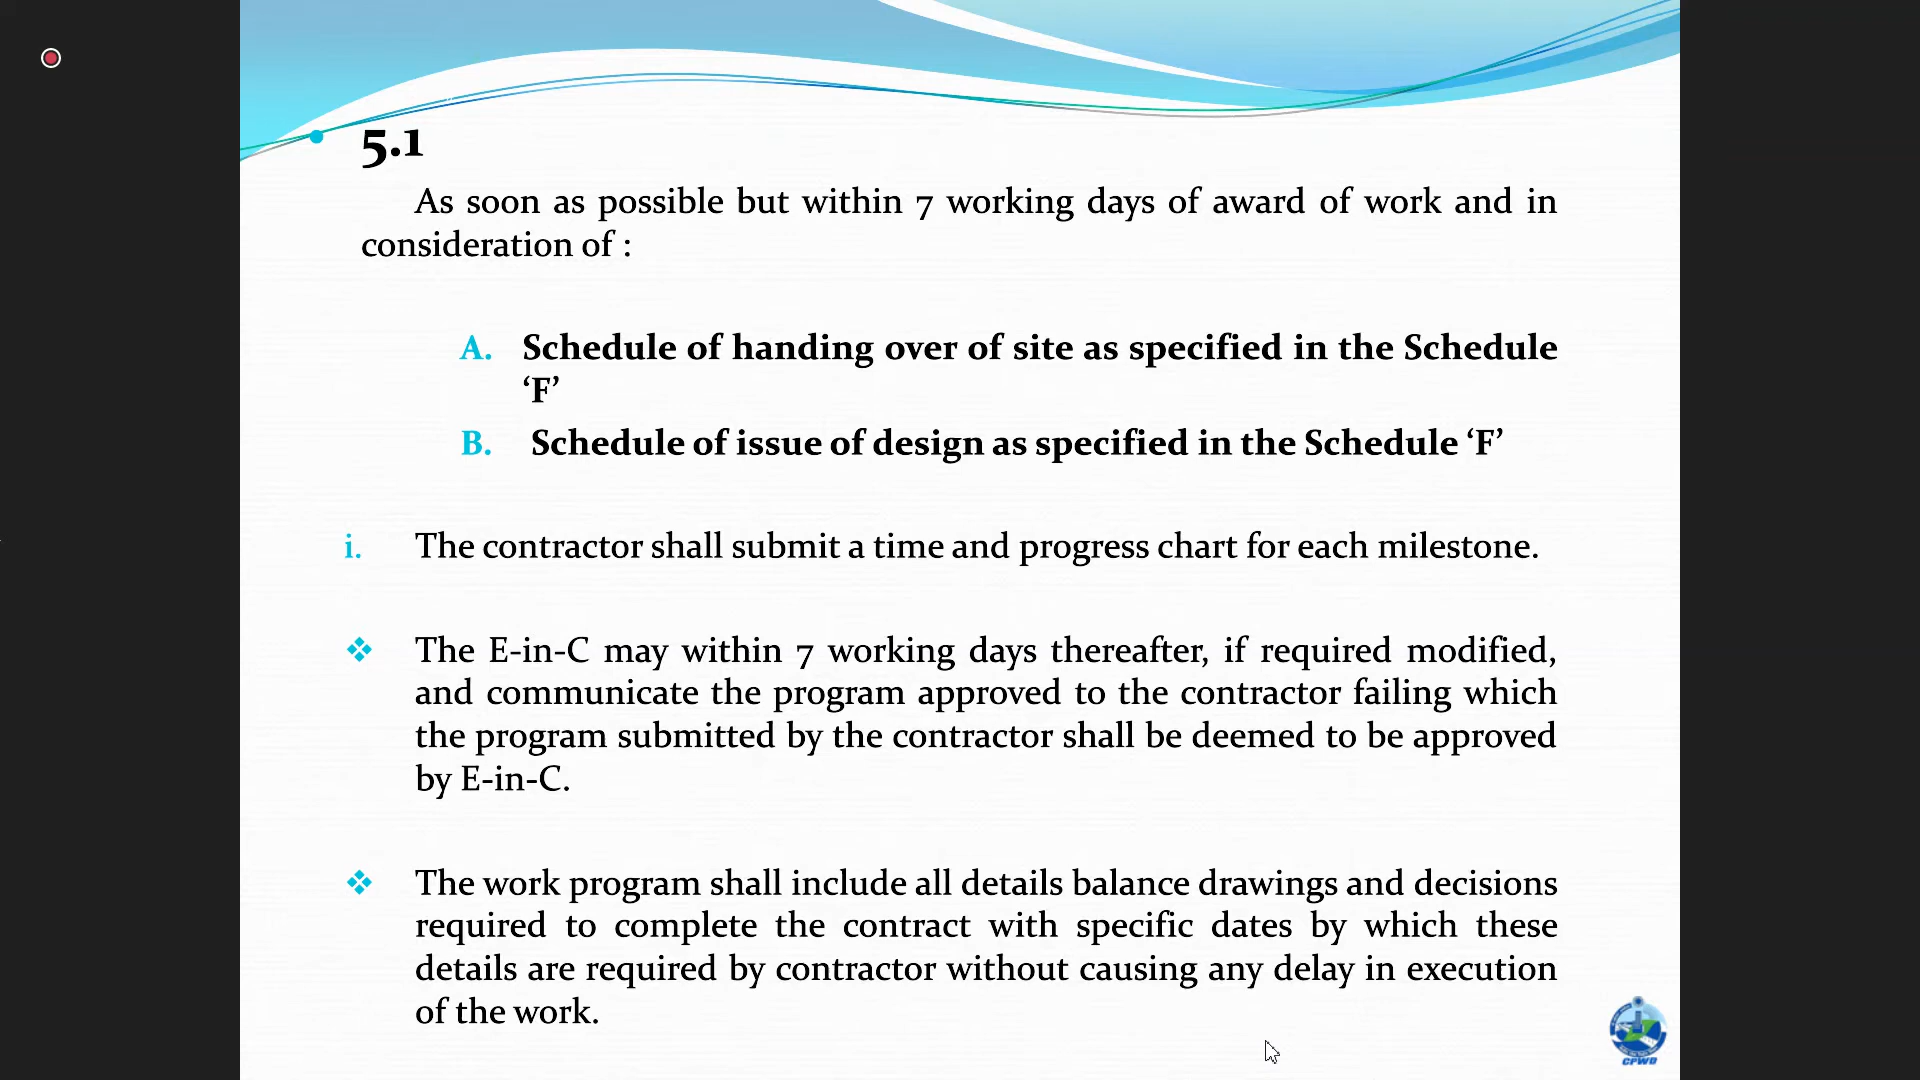 5.1
As soon as possible but within 7 working days of award of work and in
consideration of :
A. Schedule of handing over of site as specified in the Schedule
‘F’
B. Schedule of issue of design as specified in the Schedule ‘F’
i. The contractor shall submit a time and progress chart for each milestone.
The E-in-C may within 7 working days thereafter, if required modified,
and communicate the program approved to the contractor failing which
the program submitted by the contractor shall be deemed to be approved
by E-in-C.
The work program shall include all details balance drawings and decisions
required to complete the contract with specific dates by which these
details are required by contractor without causing any delay in execution
of the work.
CPWD